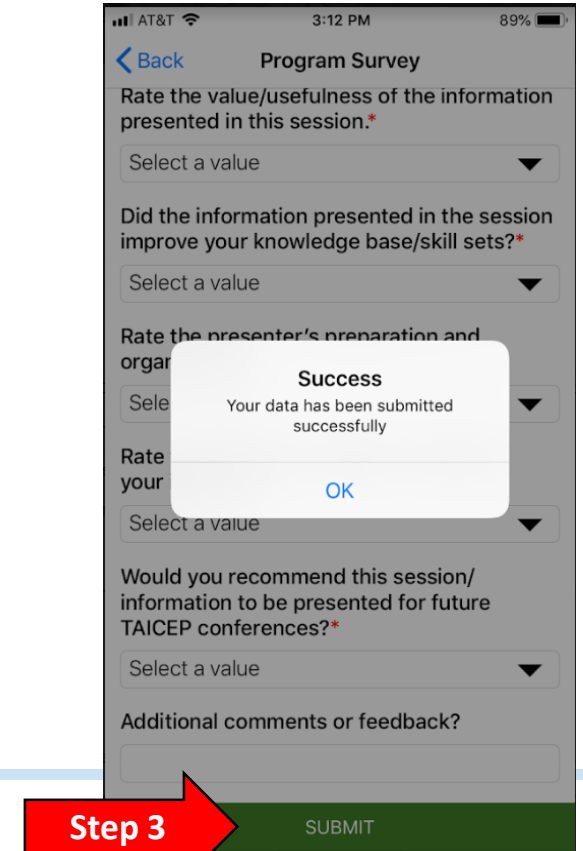 AT&T 3:12 PM 89%
Back Program Survey
Rate the value/usefulness of the information
presented in this session.*
Select a value
Did the information presented in the session
improve your knowledge base/skill sets?*
Select a value
Rate the presenter's preparation and
organ
Success
Sele
Your data has been submitted
successfully
Rate
your
OK
Select a value
Would you recommend this session/
information to be presented for future
TAICEP conferences?*
Select a value
Additional comments or feedback?
Step 3
SUBMIT